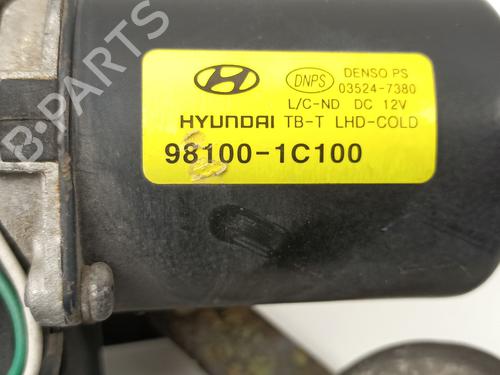 DNPS
DENSO PS
03524-7380
L/C-ND DC 12V
HYUNDAI TB-T LHD-COLD
98100-1C100
B-PARTS